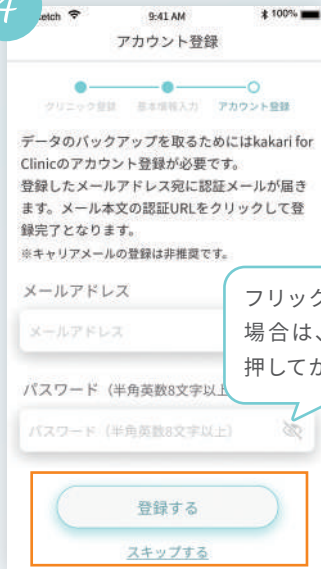 4
etch
9:41 AM
100%
アカウント登録
クリニック登録 基本情報入力 アカウント登録
データのバックアップを取るためにはkakari for
Clinicのアカウント登録が必要です。
登録したメールアドレス宛に認証メールが届き
ます。メール本文の認証URLをクリックして登
録完了となります。
※キャリアメールの登録は非推奨です。
メールアドレス
メールアドレス
フリック
場合は、
押してか
パスワード（半角英数8文字以上
パスワード（半角英数8文字以上）
登録する
スキップする